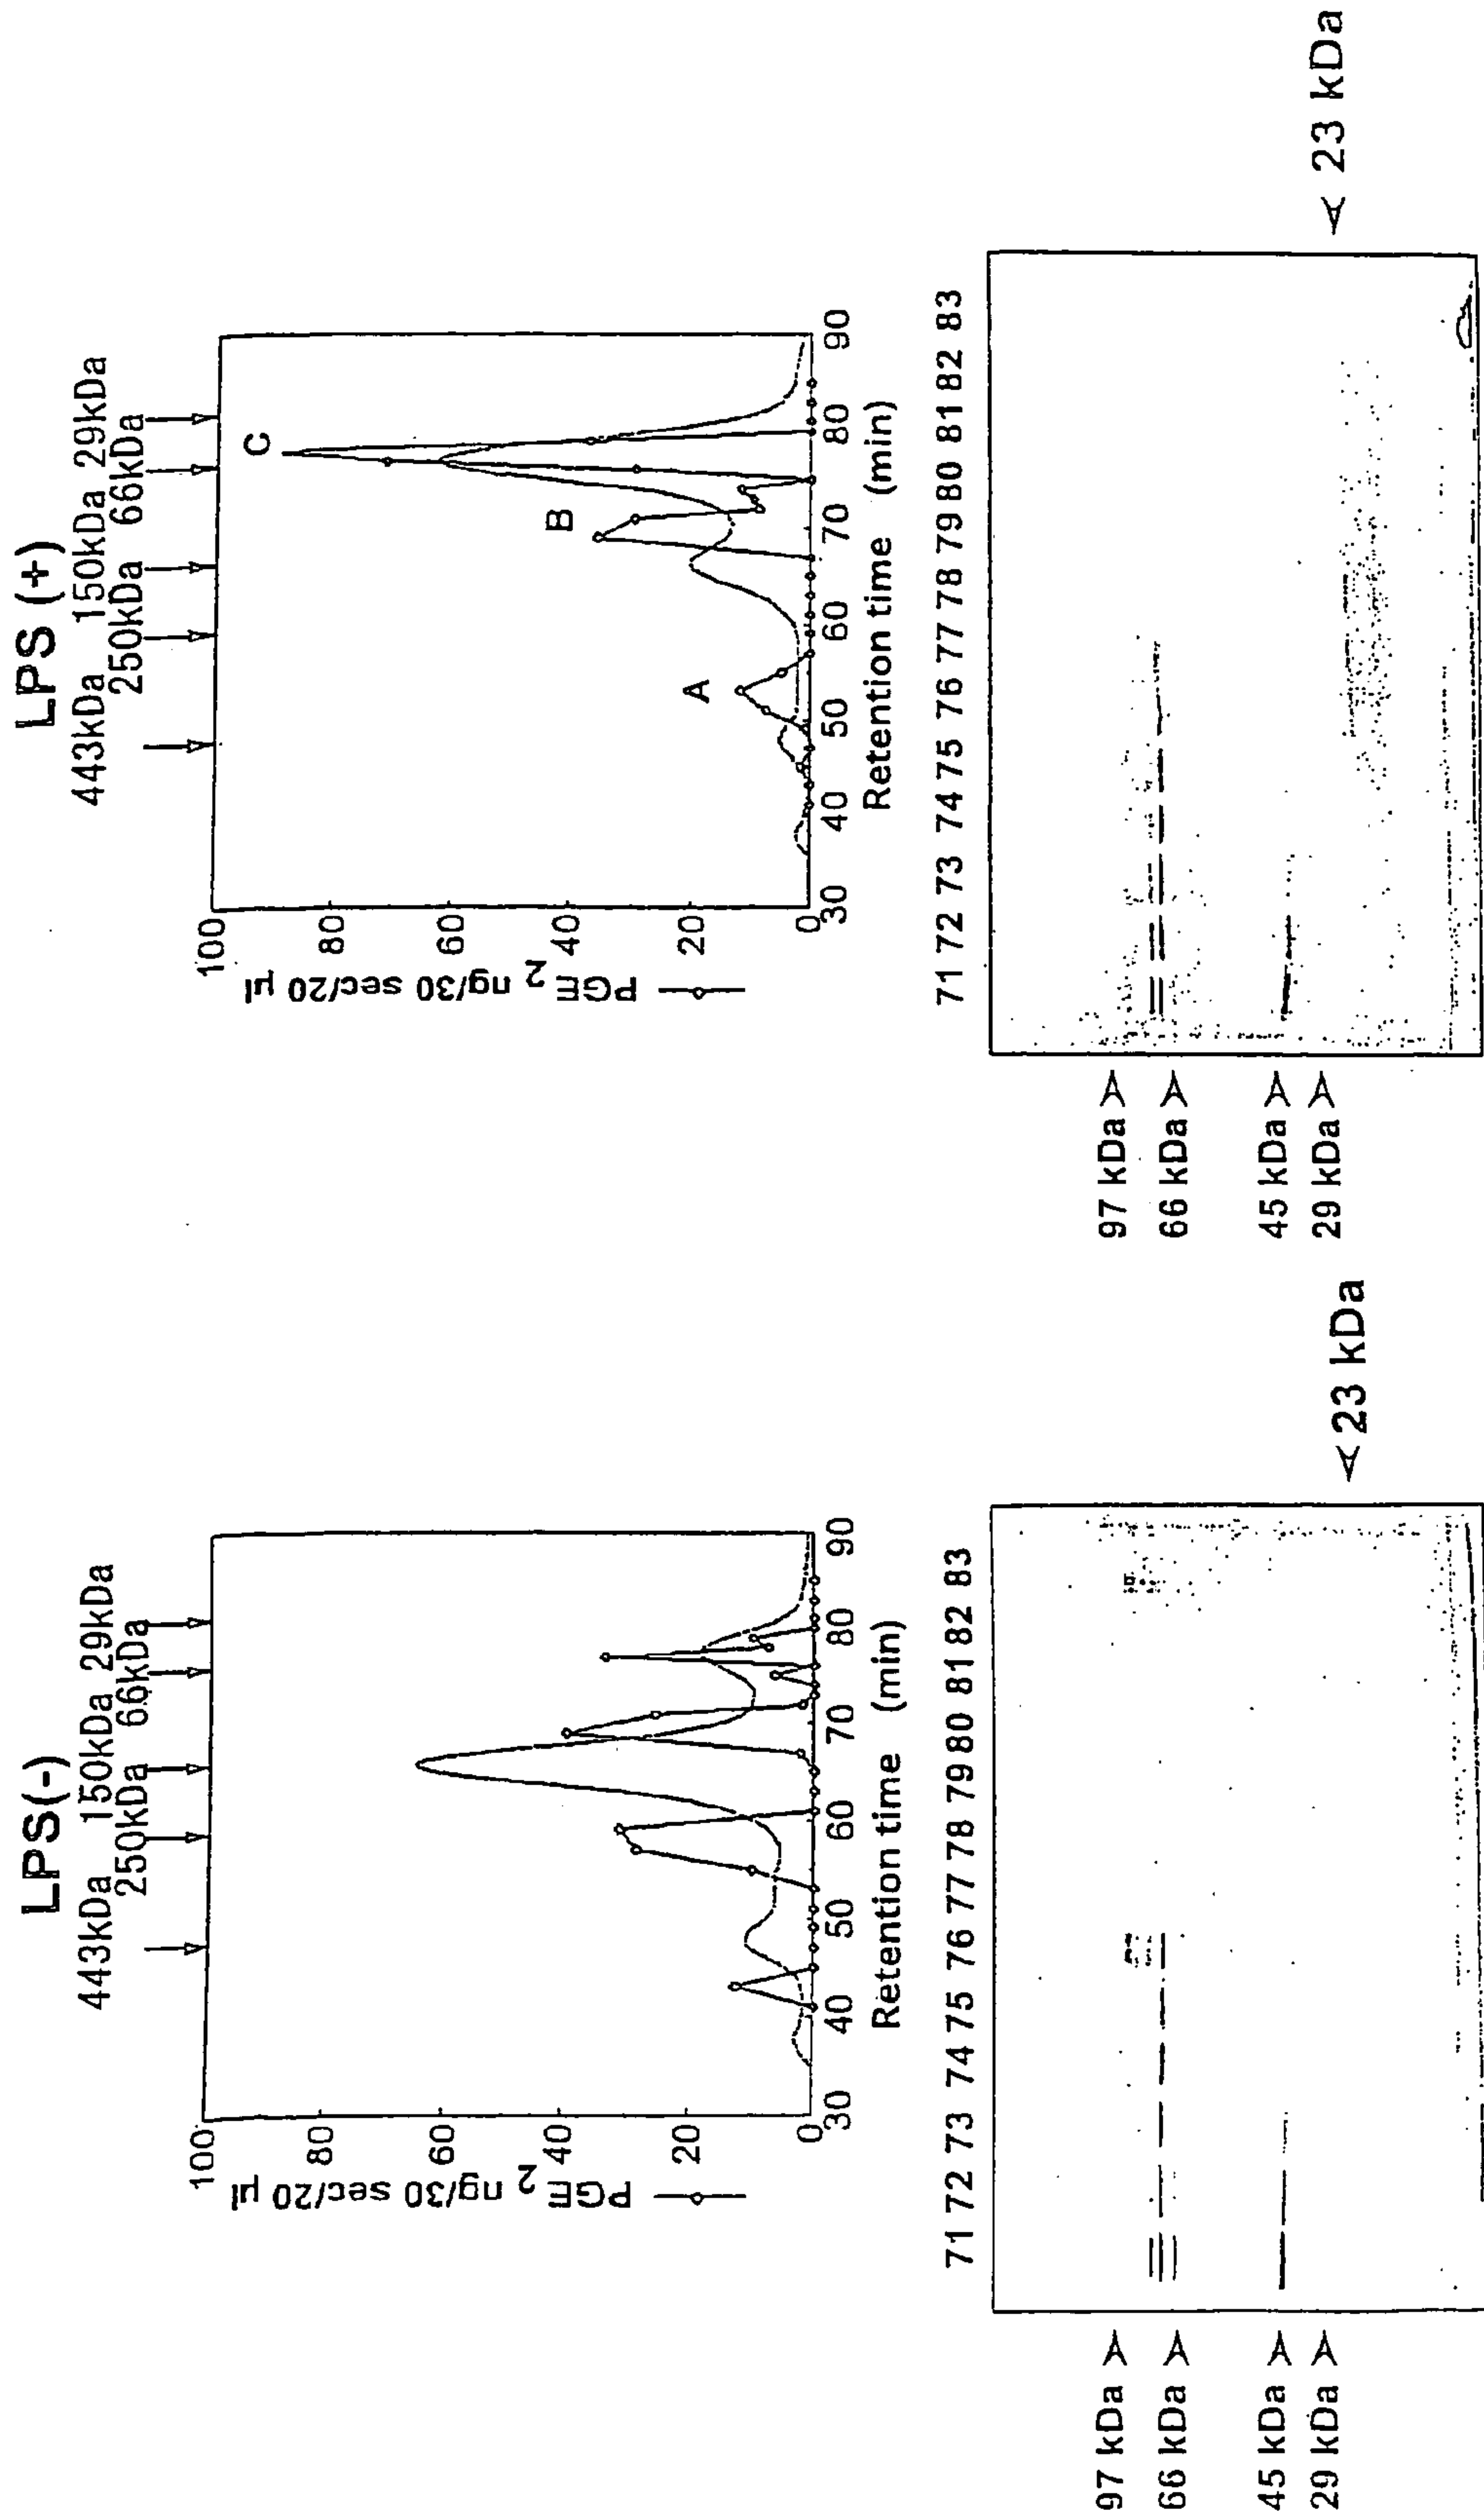 LPS(-)
443kDa 150kDa 29kDa
250kDa 66kDa
100
80
60
40
20
0
PGE2 ng/30 sec/20 µl
30 40 50 60 70 80 90
Retention time (min)
71 72 73 74 75 76 77 78 79 80 81 82 83
97 kDa
66 kDa
45 kDa
29 kDa
23 kDa
LPS (+)
443kDa 150kDa 29kDa
250kDa 66kDa
100
80
60
40
20
0
PGE2 ng/30 sec/20 µl
A
B
C
30 40 50 60 70 80 90
Retention time (min)
71 72 73 74 75 76 77 78 79 80 81 82 83
97 kDa
66 kDa
45 kDa
29 kDa
23 kDa